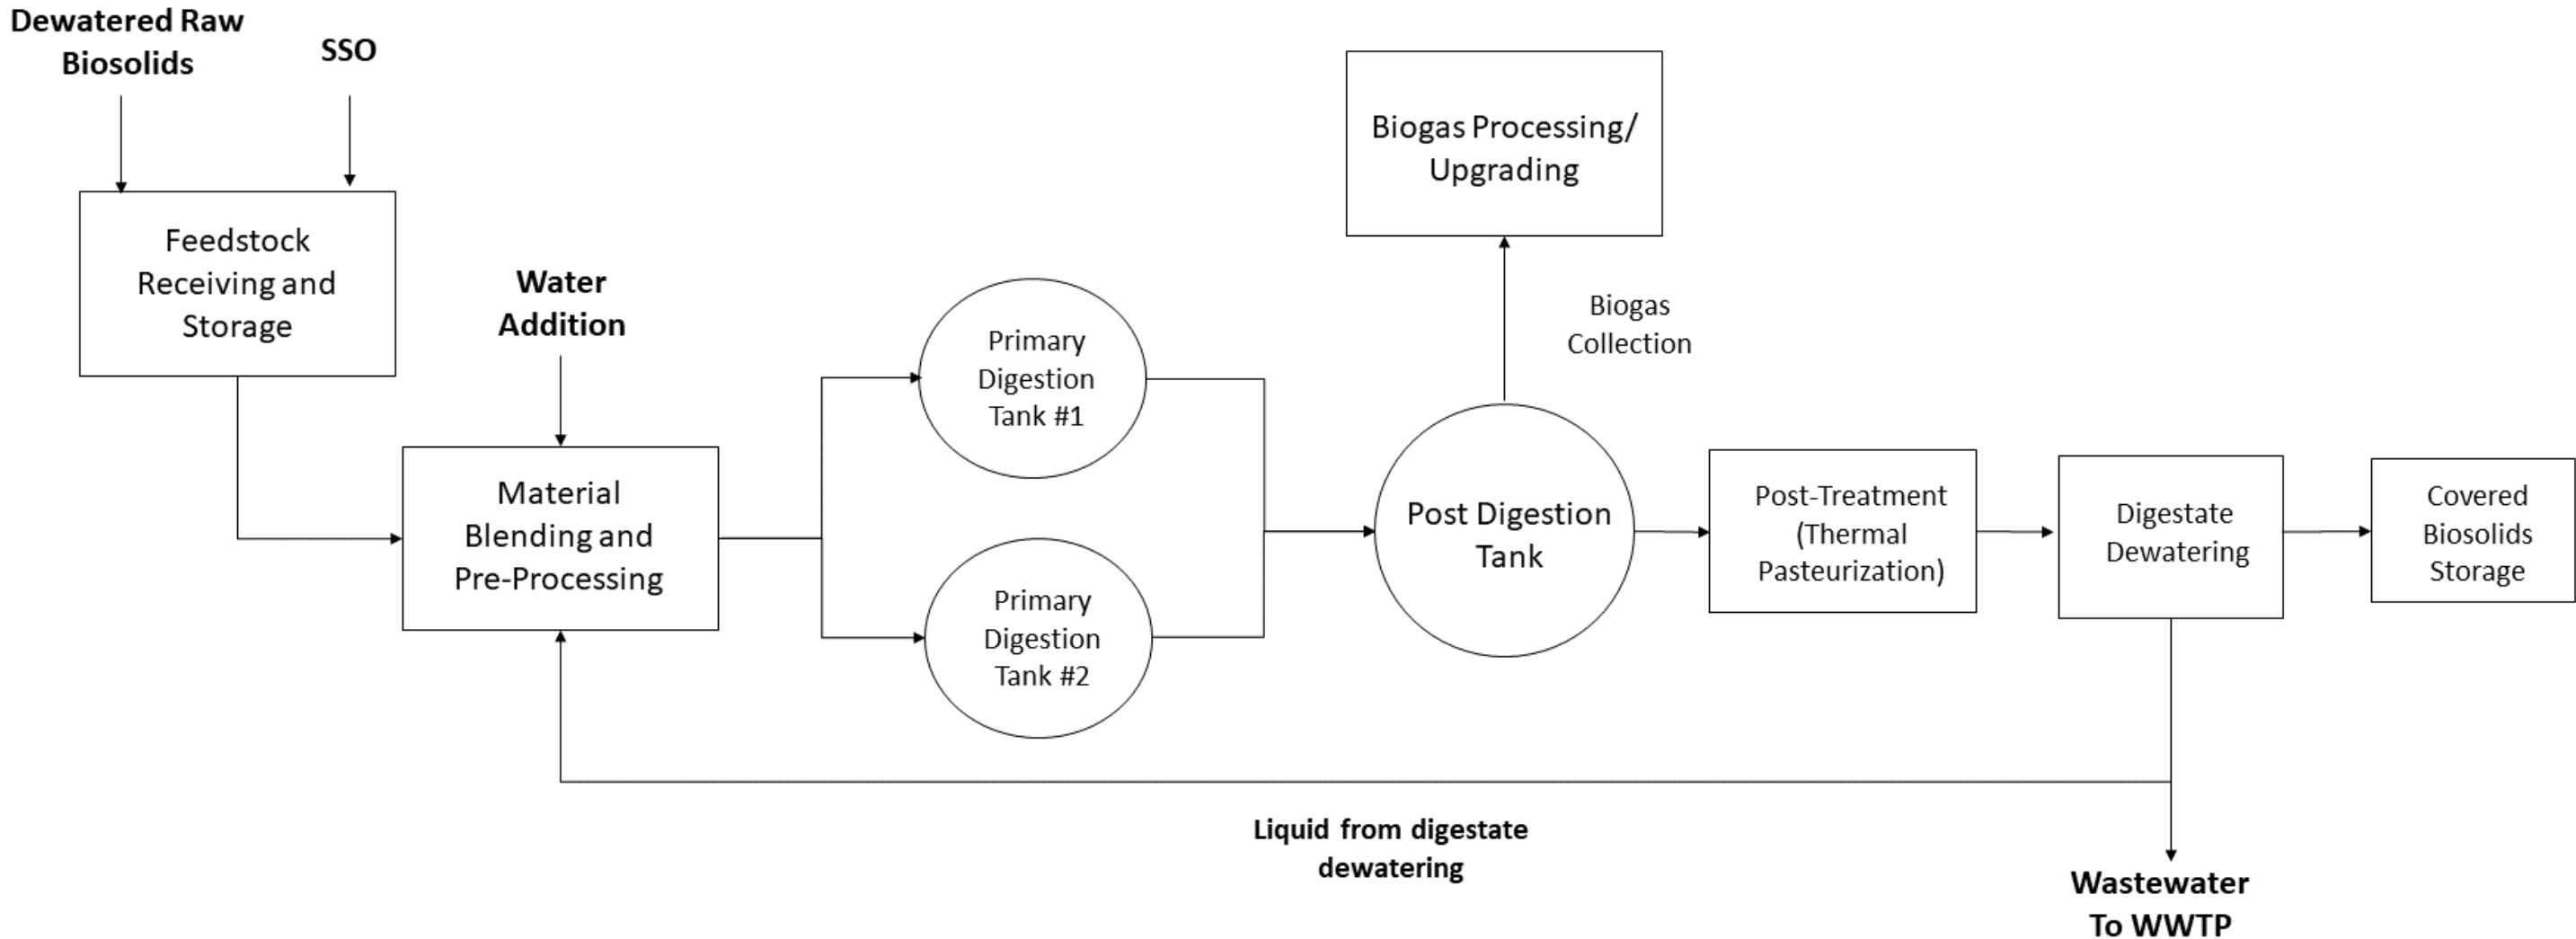 Dewatered Raw
Biosolids
SSO
Feedstock
Receiving and
Storage
Water
Addition
Material
Blending and
Pre-Processing
Primary
Digestion
Tank #1
Primary
Digestion
Tank #2
Biogas Processing/
Upgrading
Biogas
Collection
Post Digestion
Tank
Post-Treatment
(Thermal
Pasteurization)
Digestate
Dewatering
Covered
Biosolids
Storage
Liquid from digestate
dewatering
Wastewater
To WWTP